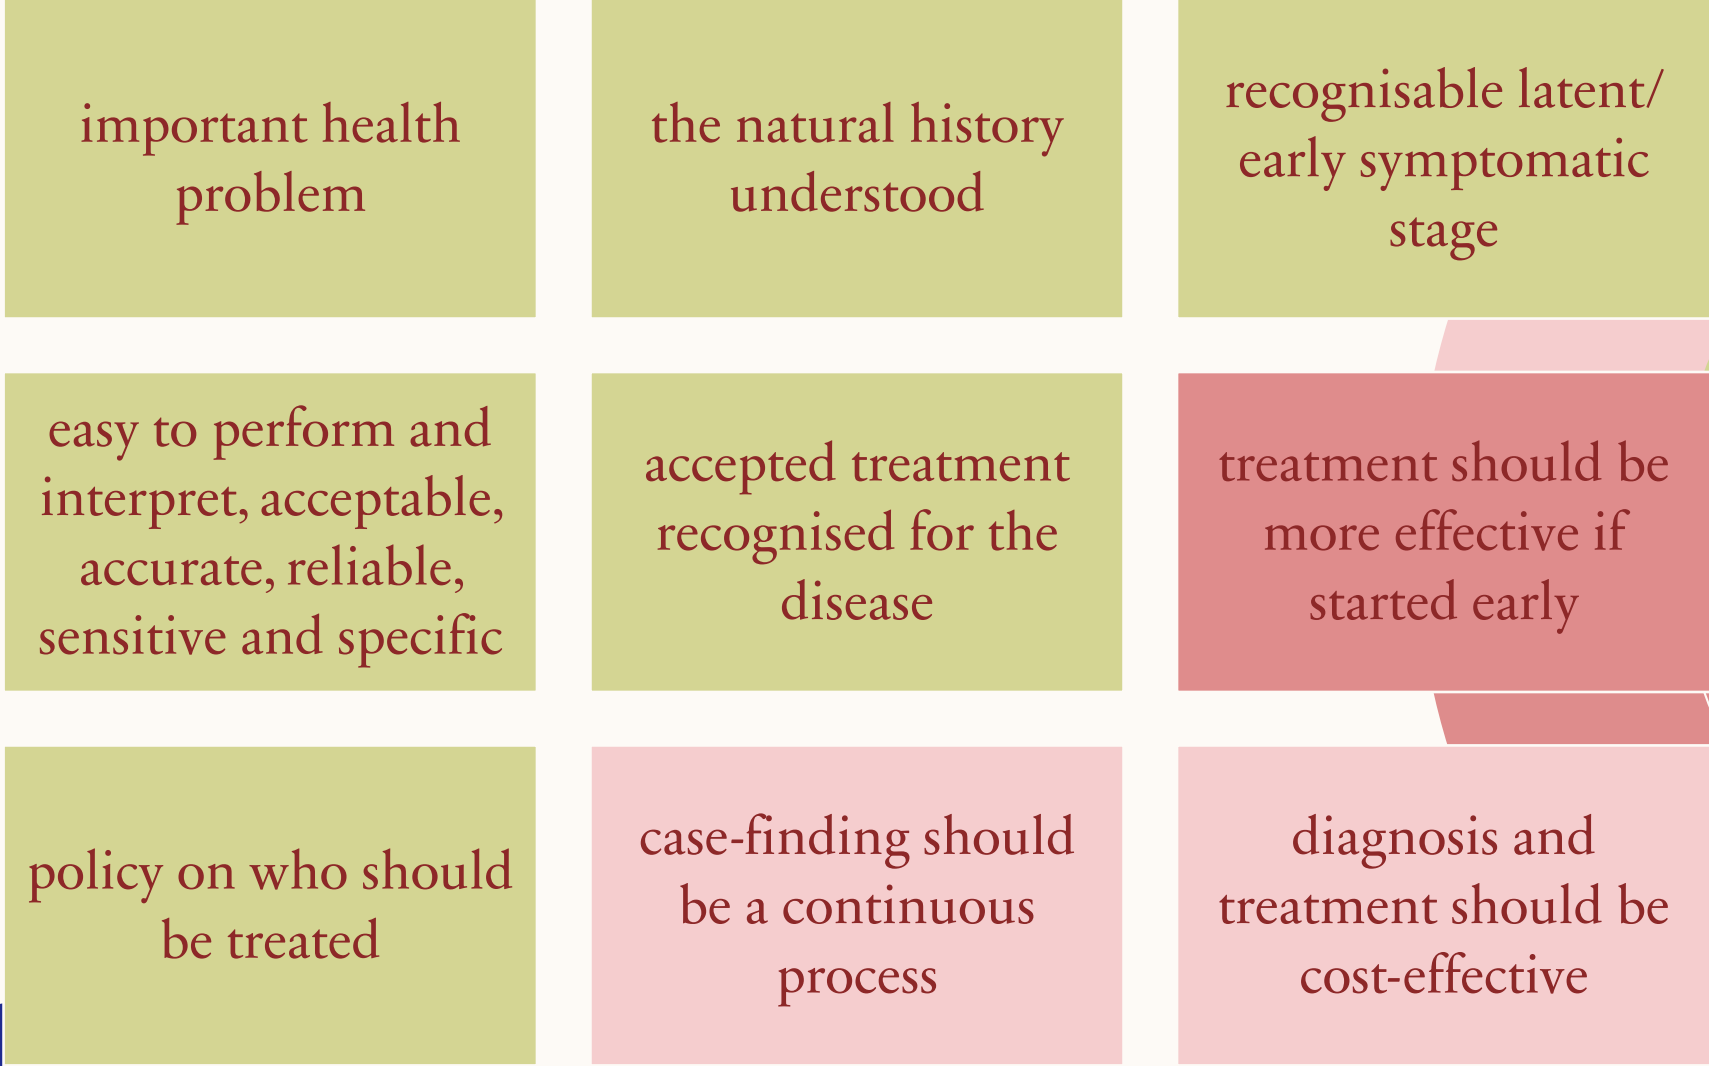 important health
problem
the natural history
understood
recognisable latent/
early symptomatic
stage
easy to perform and
interpret, acceptable,
accurate, reliable,
sensitive and specific
accepted treatment
recognised for the
disease
treatment should be
more effective if
started early
policy on who should
be treated
case-finding should
be a continuous
process
diagnosis and
treatment should be
cost-effective